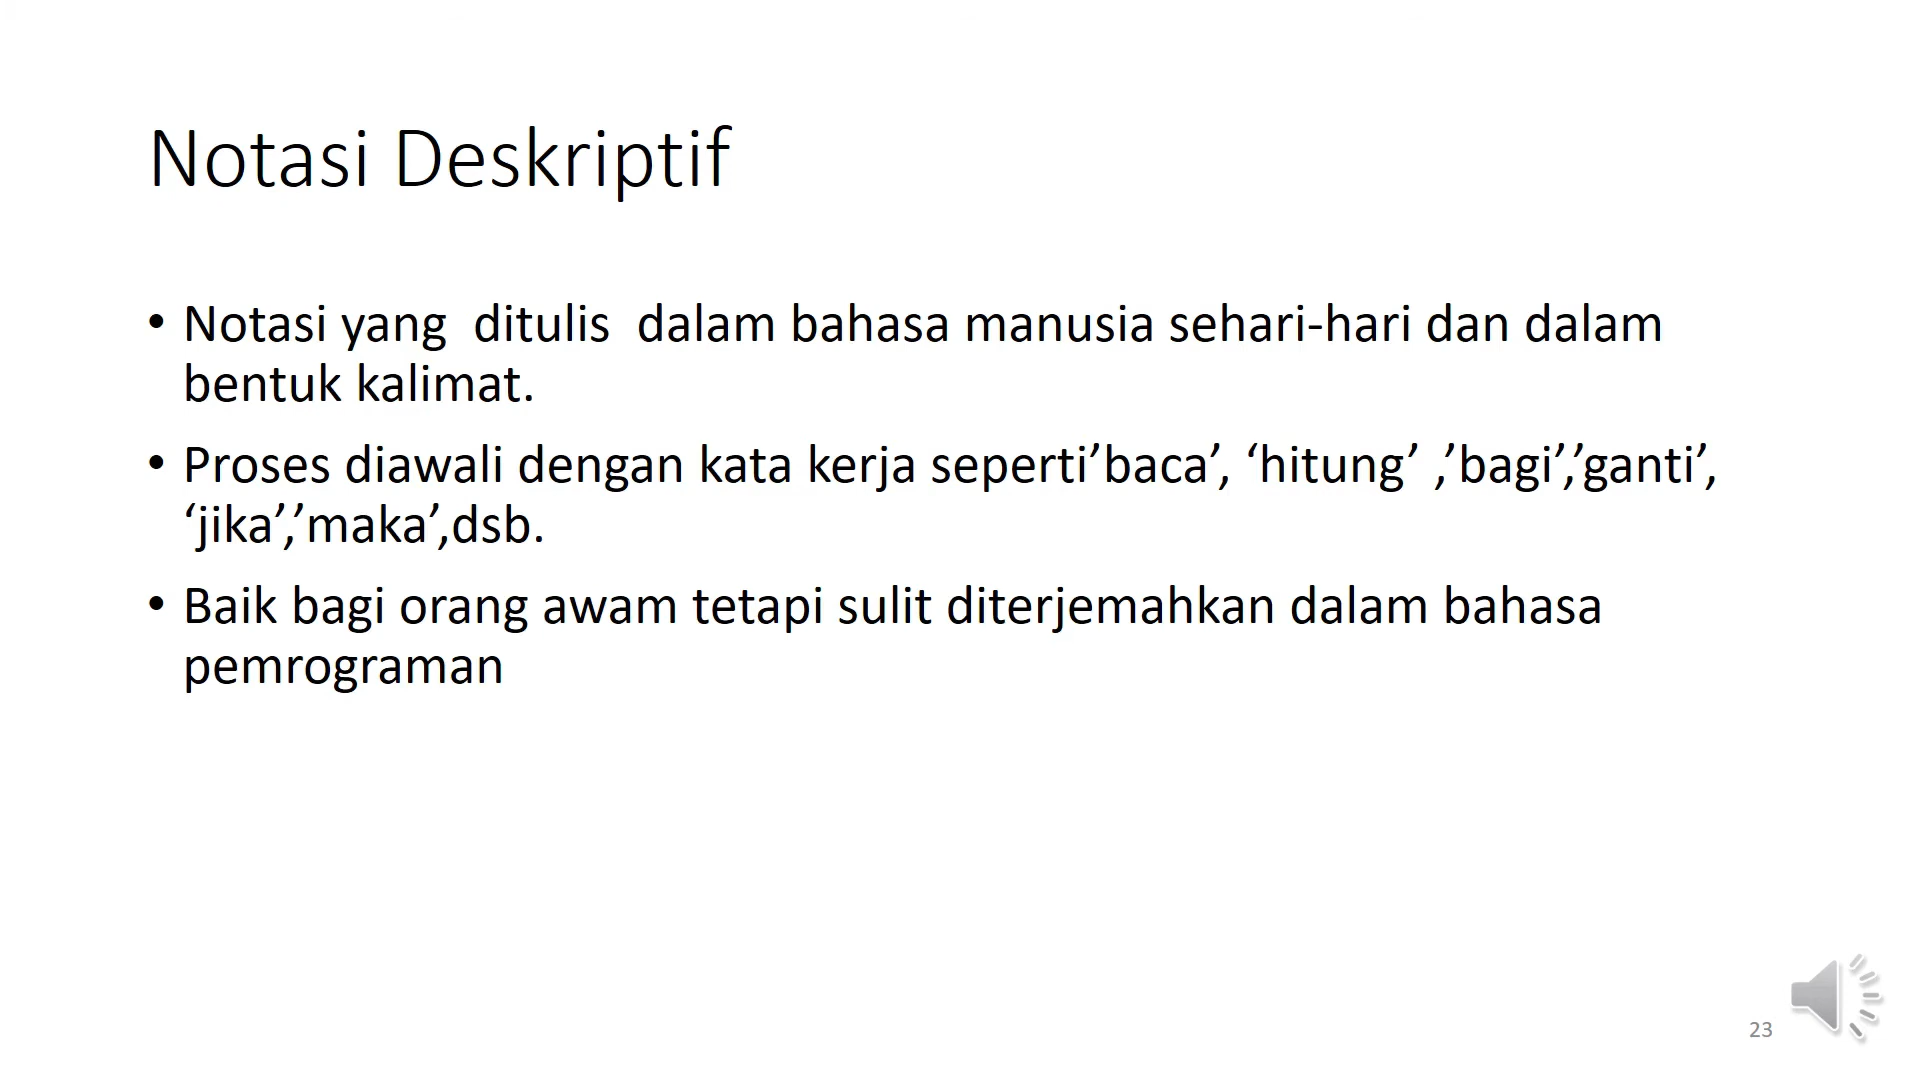 Notasi Deskriptif
• Notasi yang  ditulis  dalam bahasa manusia sehari-hari dan dalam
bentuk kalimat.
• Proses diawali dengan kata kerja seperti’baca’, ‘hitung’ ,’bagi’,’ganti’,
‘jika’,’maka’,dsb.
• Baik bagi orang awam tetapi sulit diterjemahkan dalam bahasa
pemrograman
23